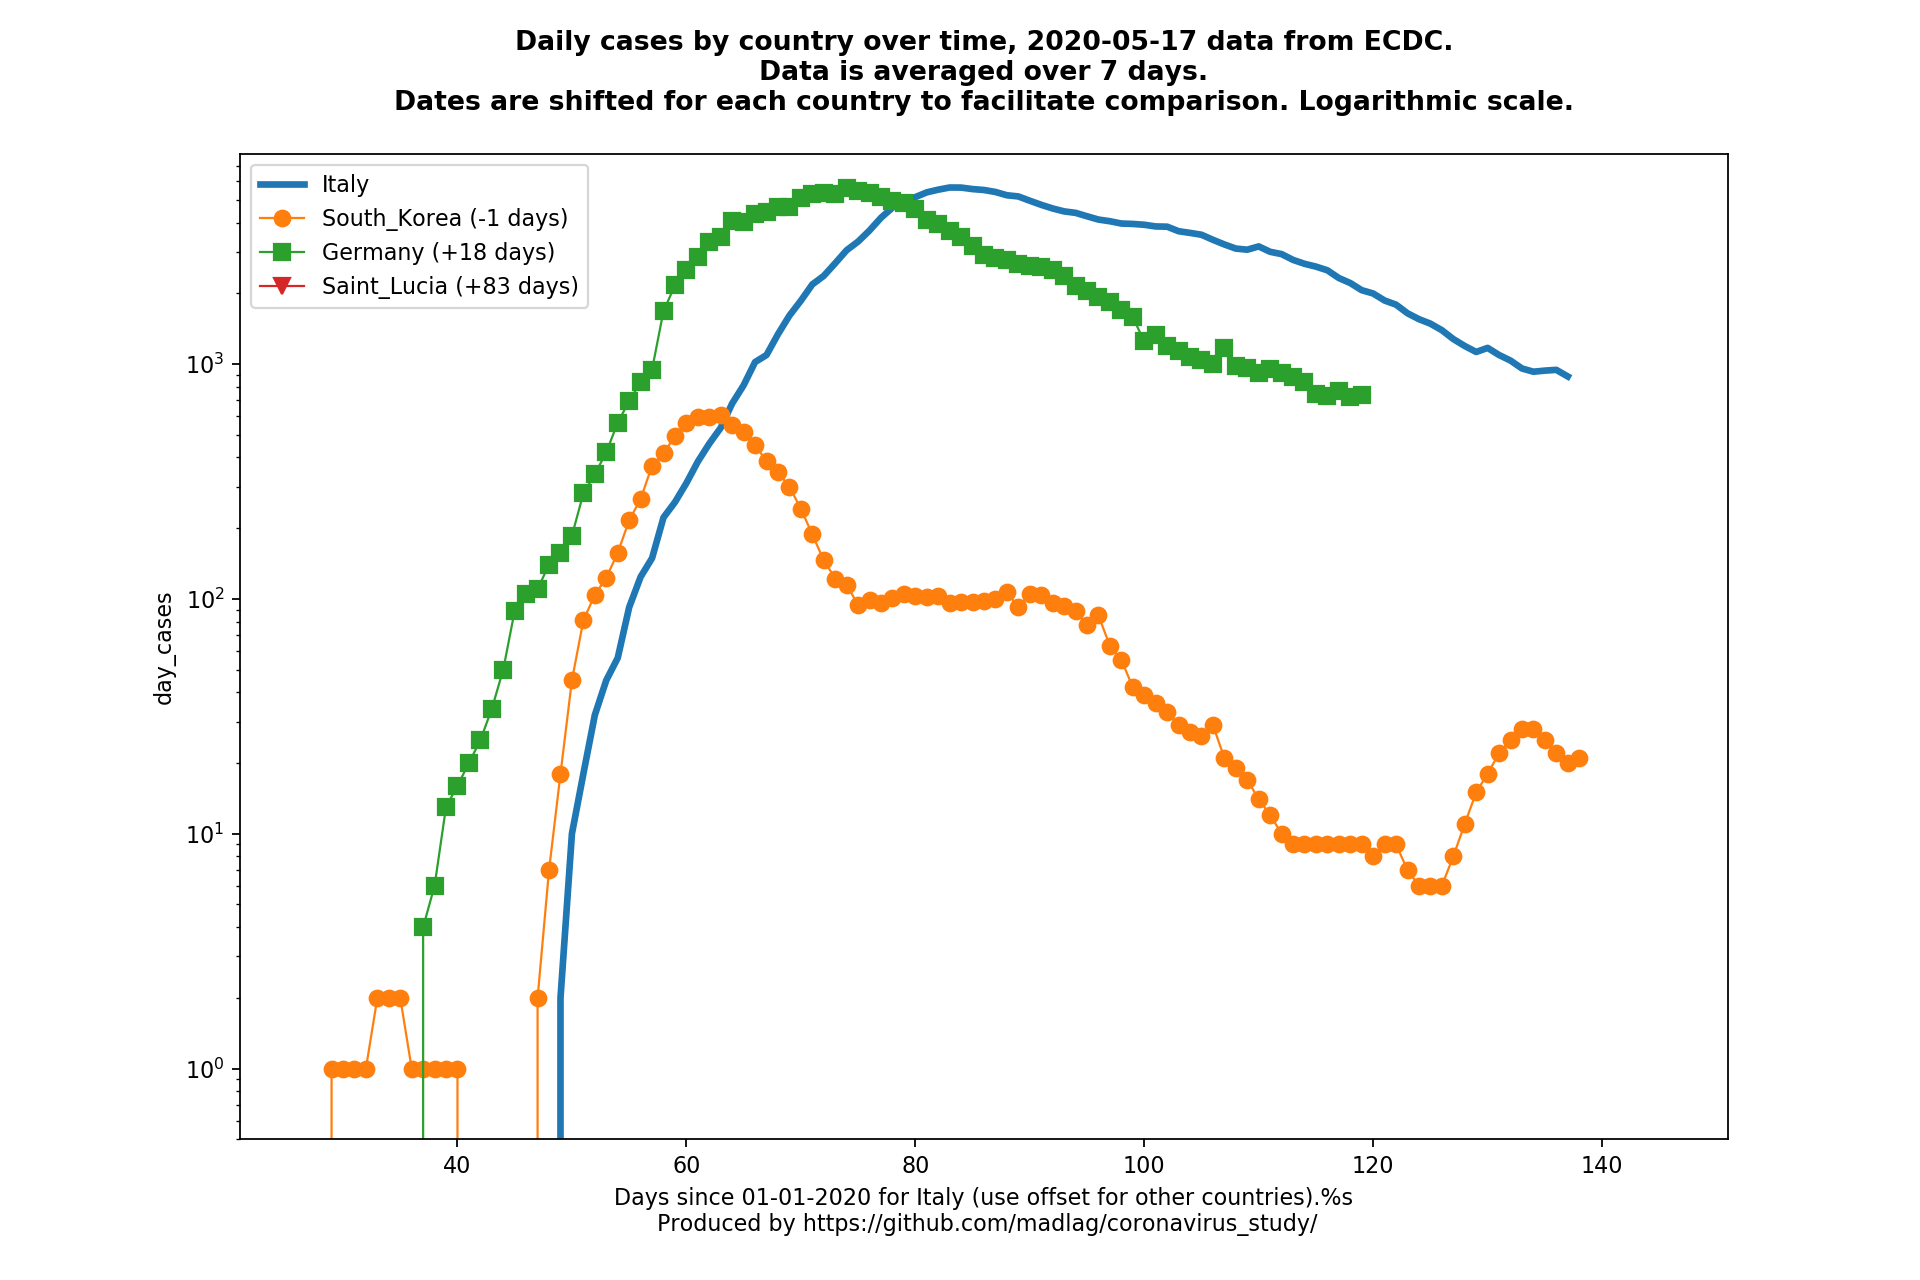 Daily cases by country over time, 2020-05-17 data from ECDC.
Data is averaged over 7 days.
Dates are shifted for each country to facilitate comparison. Logarithmic scale.
Italy
South_Korea (-1 days)
Germany (+18 days)
Saint_Lucia (+83 days)
day_cases
10³
10²
10¹
10⁰
40 60 80 100 120 140
Days since 01-01-2020 for Italy (use offset for other countries).%s
Produced by https://github.com/madlag/coronavirus_study/